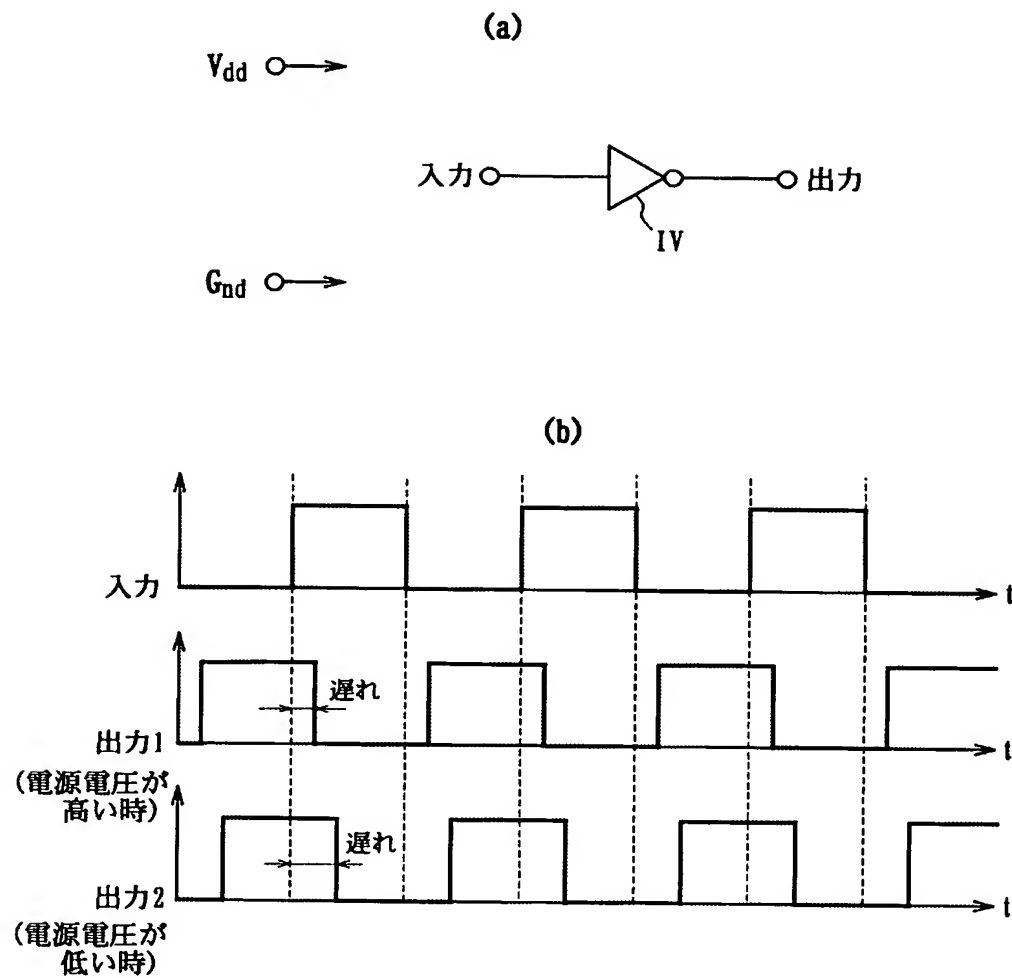 (a)
Vdd
入力 出力
IV
Gnd
(b)
入力 t
遅れ
出力1 t
(電源電圧が
高い時)
遅れ
出力2 t
(電源電圧が
低い時)